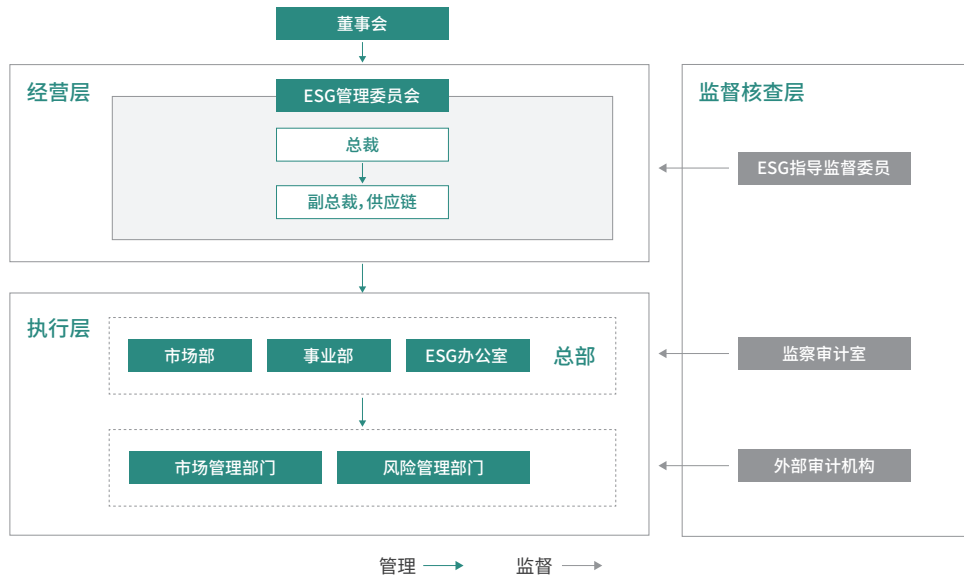 董事会
经营层
ESG管理委员会
总裁
副总裁,供应链
监督核查层
ESG指导监督委员
执行层
市场部
事业部
ESG办公室
总部
监察审计室
市场管理部门
风险管理部门
外部审计机构
管理
监督